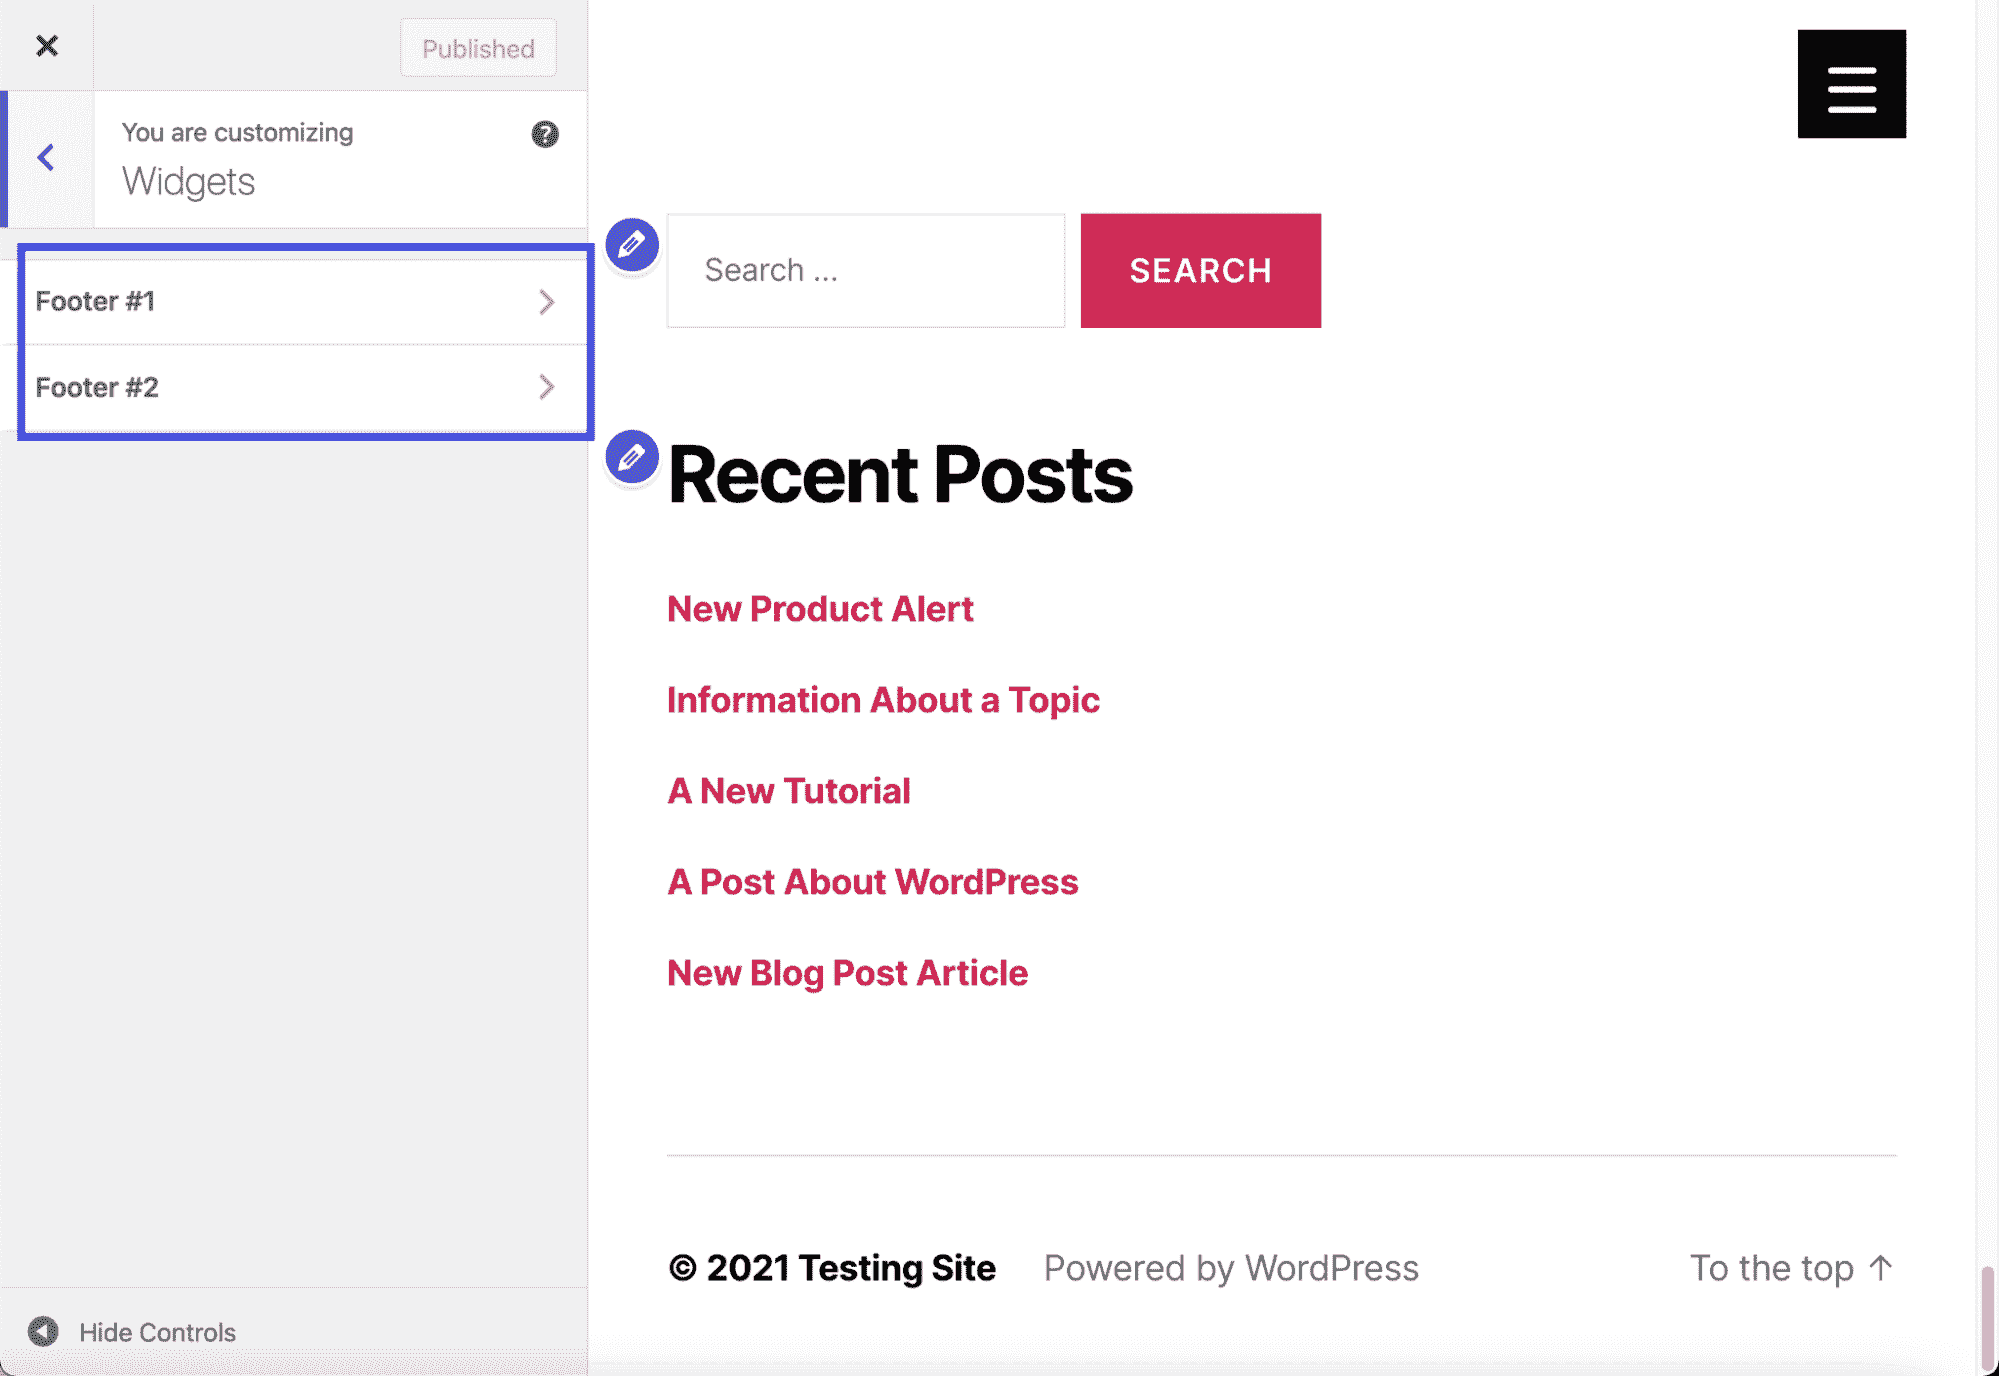 Published
You are customizing
Widgets
Footer #1
Footer #2
Hide Controls
Search ...
SEARCH
Recent Posts
New Product Alert
Information About a Topic
A New Tutorial
A Post About WordPress
New Blog Post Article
© 2021 Testing Site Powered by WordPress To the top ↑